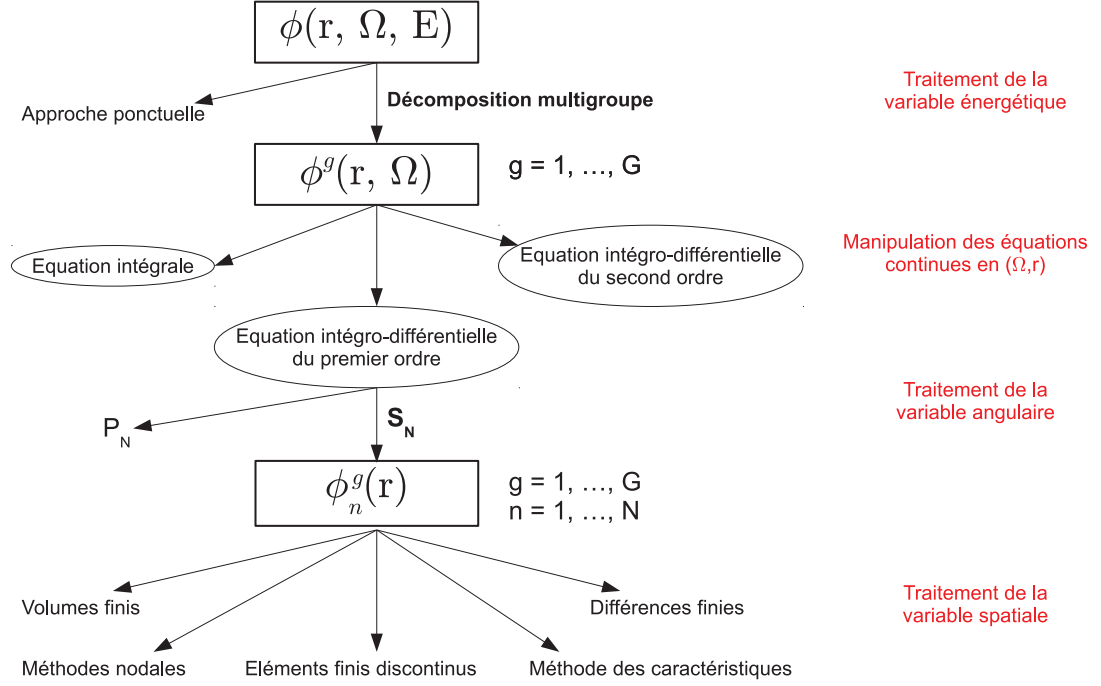 ϕ(r, Ω, E)
Traitement de la
variable énergétique
Approche ponctuelle
Décomposition multigroupe
ϕ^g(r, Ω)
g = 1, ..., G
Equation intégrale
Equation intégro-différentielle
du second ordre
Manipulation des équations
continues en (Ω,r)
Equation intégro-différentielle
du premier ordre
Traitement de la
variable angulaire
P_N
S_N
ϕ_n^g(r)
g = 1, ..., G
n = 1, ..., N
Volumes finis
Différences finies
Traitement de la
variable spatiale
Méthodes nodales
Eléments finis discontinus
Méthode des caractéristiques